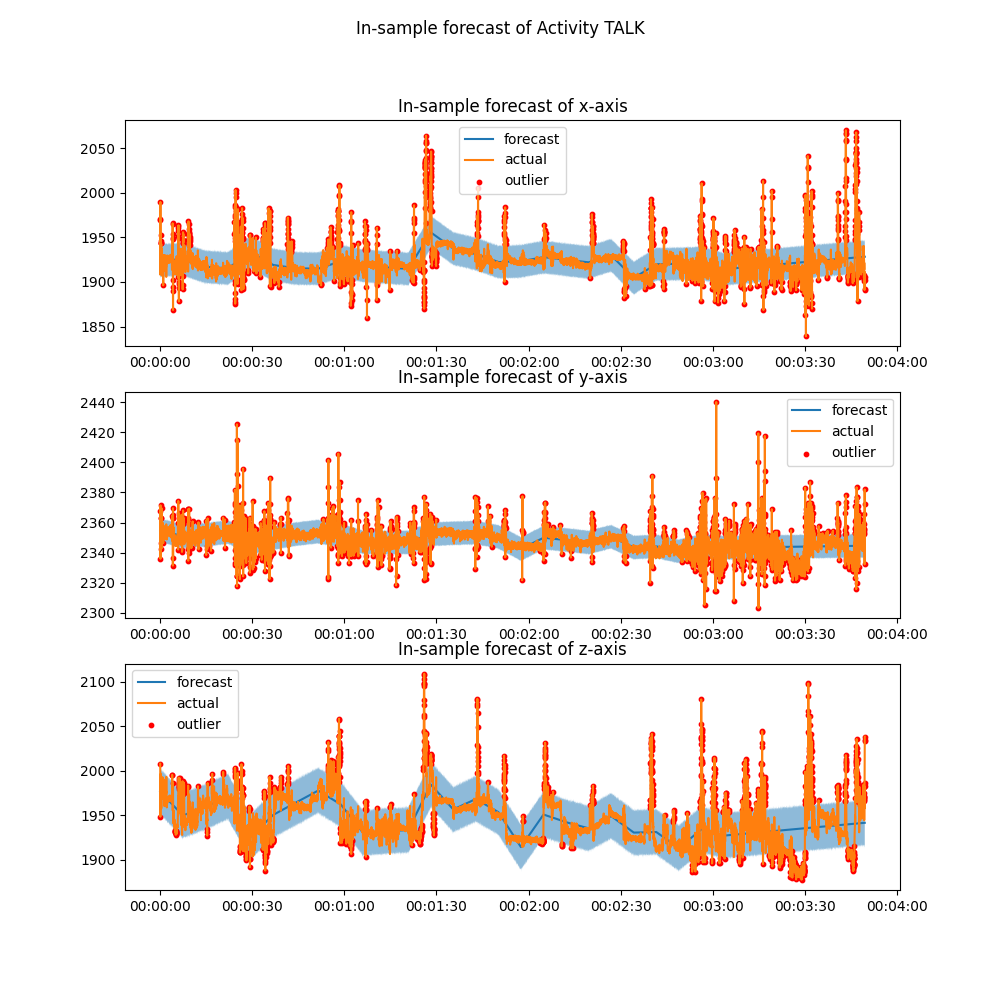 In-sample forecast of Activity TALK
In-sample forecast of x-axis
forecast
actual
outlier
2050
2000
1950
1900
1850
00:00:00 00:00:30 00:01:00 00:01:30 00:02:00 00:02:30 00:03:00 00:03:30 00:04:00
In-sample forecast of y-axis
forecast
actual
outlier
2440
2420
2400
2380
2360
2340
2320
2300
00:00:00 00:00:30 00:01:00 00:01:30 00:02:00 00:02:30 00:03:00 00:03:30 00:04:00
In-sample forecast of z-axis
forecast
actual
outlier
2100
2050
2000
1950
1900
00:00:00 00:00:30 00:01:00 00:01:30 00:02:00 00:02:30 00:03:00 00:03:30 00:04:00